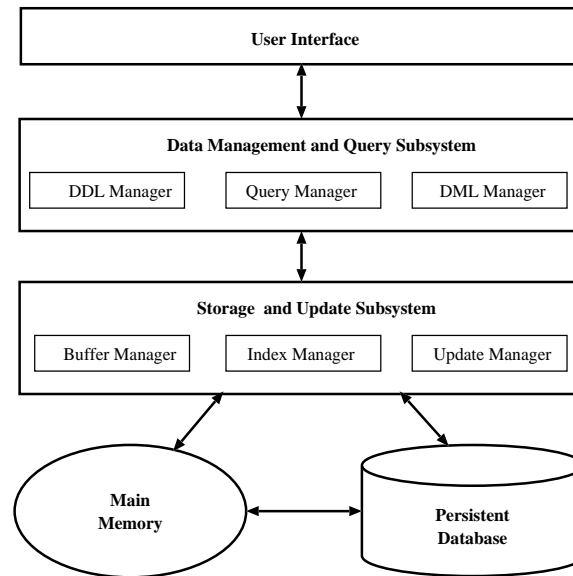 User Interface
Data Management and Query Subsystem
DDL Manager
Query Manager
DML Manager
Storage and Update Subsystem
Buffer Manager
Index Manager
Update Manager
Main
Memory
Persistent
Database